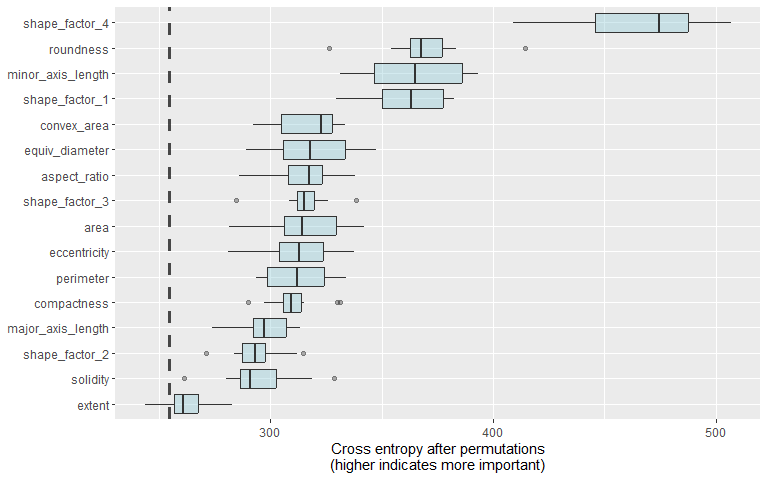 shape_factor_4
roundness
minor_axis_length
shape_factor_1
convex_area
equiv_diameter
aspect_ratio
shape_factor_3
area
eccentricity
perimeter
compactness
major_axis_length
shape_factor_2
solidity
extent
300 400 500
Cross entropy after permutations
(higher indicates more important)